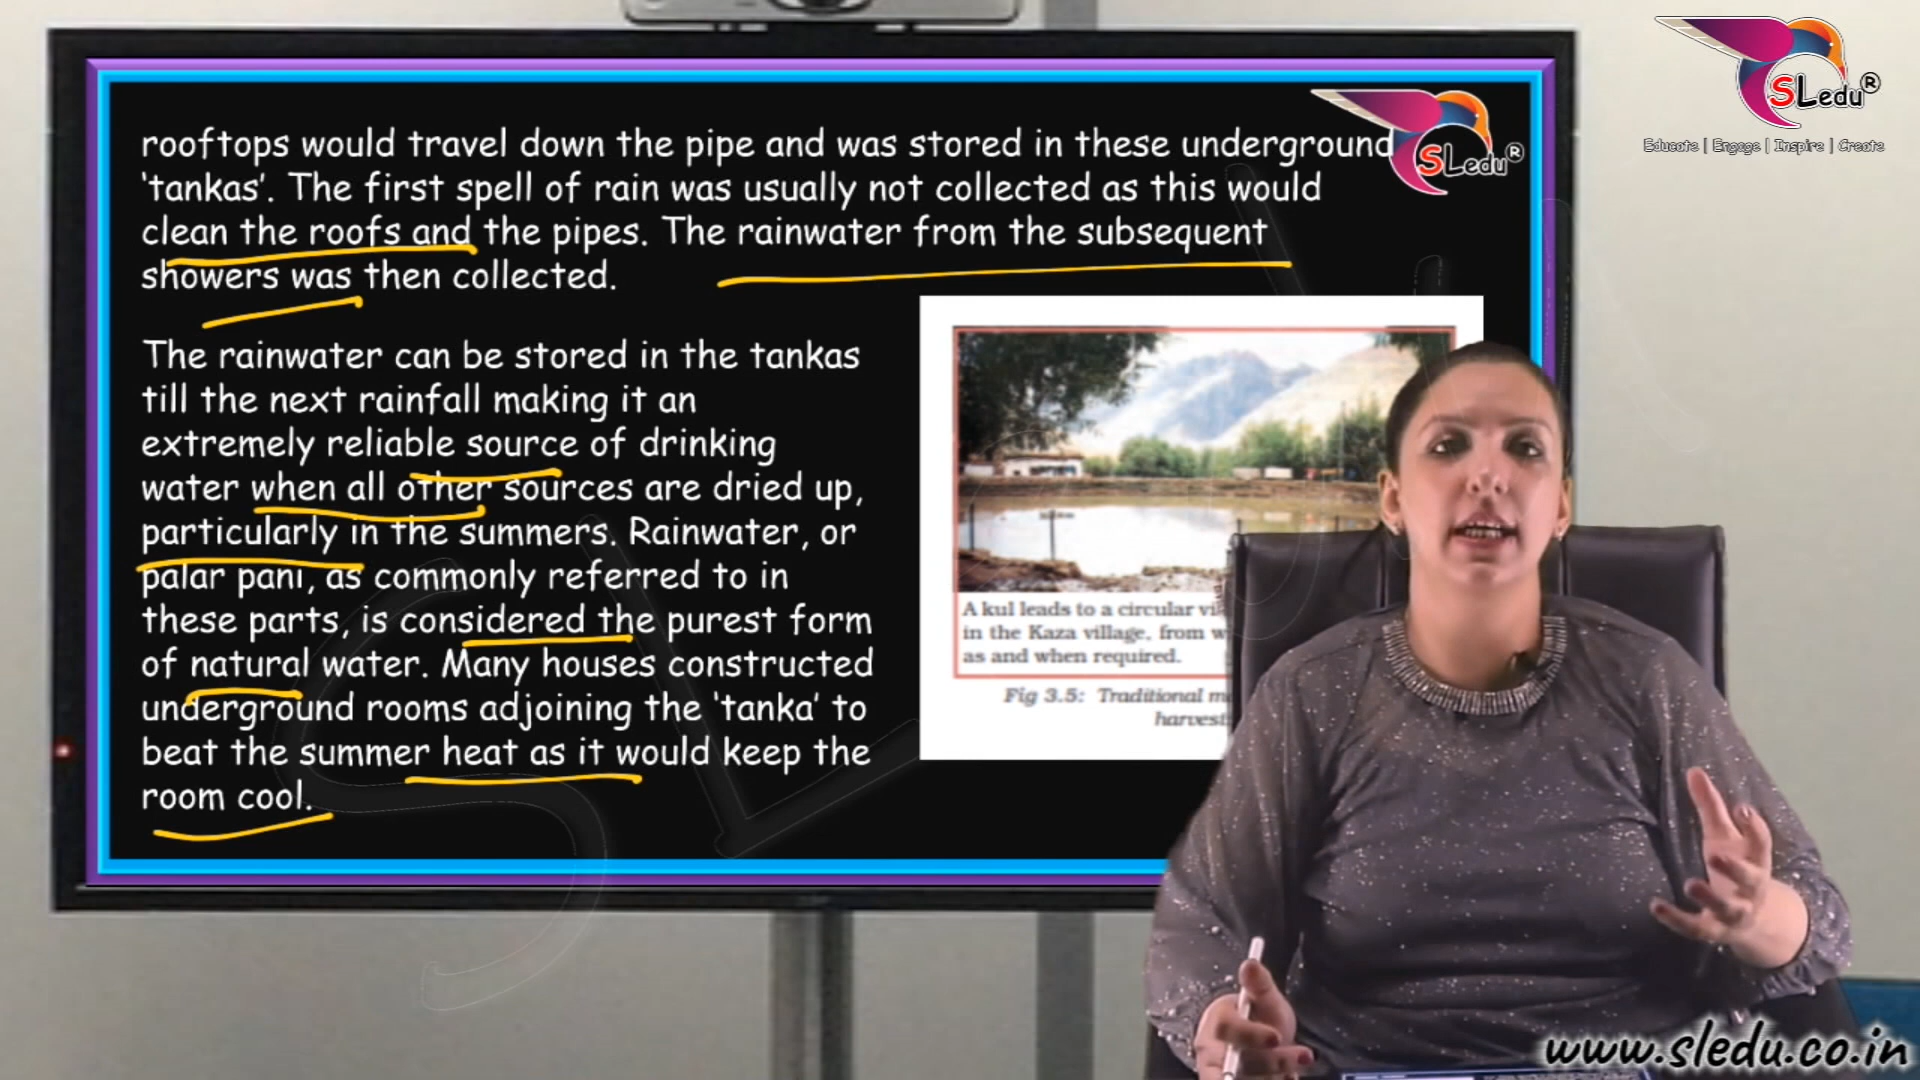 rooftops would travel down the pipe and was stored in these underground
'tankas'. The first spell of rain was usually not collected as this would
clean the roofs and the pipes. The rainwater from the subsequent
showers was then collected.
The rainwater can be stored in the tankas
till the next rainfall making it an
extremely reliable source of drinking
water when all other sources are dried up,
particularly in the summers. Rainwater, or
palar pani, as commonly referred to in
these parts, is considered the purest form
of natural water. Many houses constructed
underground rooms adjoining the 'tanka' to
beat the summer heat as it would keep the
room cool.
A kul leads to a circular
in the Kaza village, from
as and when required.
Fig 3.5: Traditional
SLedu®
SLedu®
Educate | Engage | Inspire | Create
www.sledu.co.in